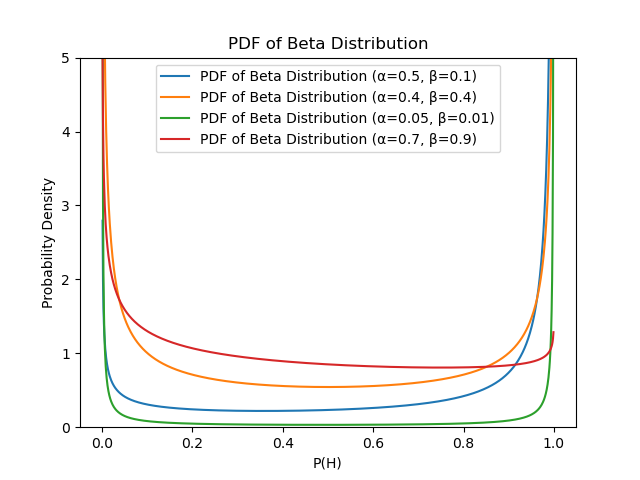 PDF of Beta Distribution
PDF of Beta Distribution (α=0.5, β=0.1)
PDF of Beta Distribution (α=0.4, β=0.4)
PDF of Beta Distribution (α=0.05, β=0.01)
PDF of Beta Distribution (α=0.7, β=0.9)
Probability Density
5
4
3
2
1
0
0.0 0.2 0.4 0.6 0.8 1.0
P(H)